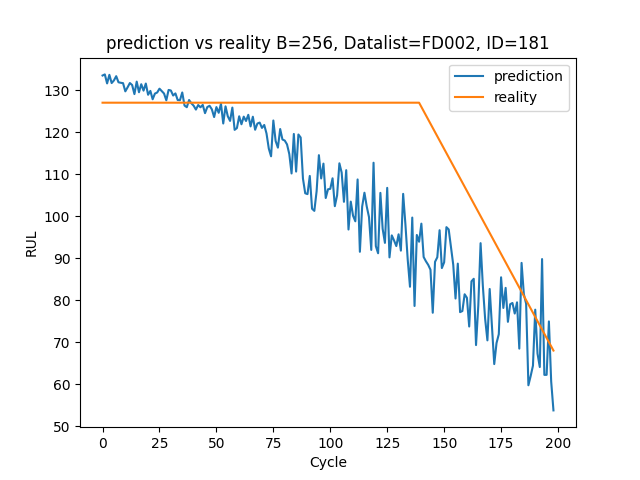 prediction vs reality B=256, Datalist=FD002, ID=181
prediction
reality
RUL
130
120
110
100
90
80
70
60
50
0 25 50 75 100 125 150 175 200
Cycle